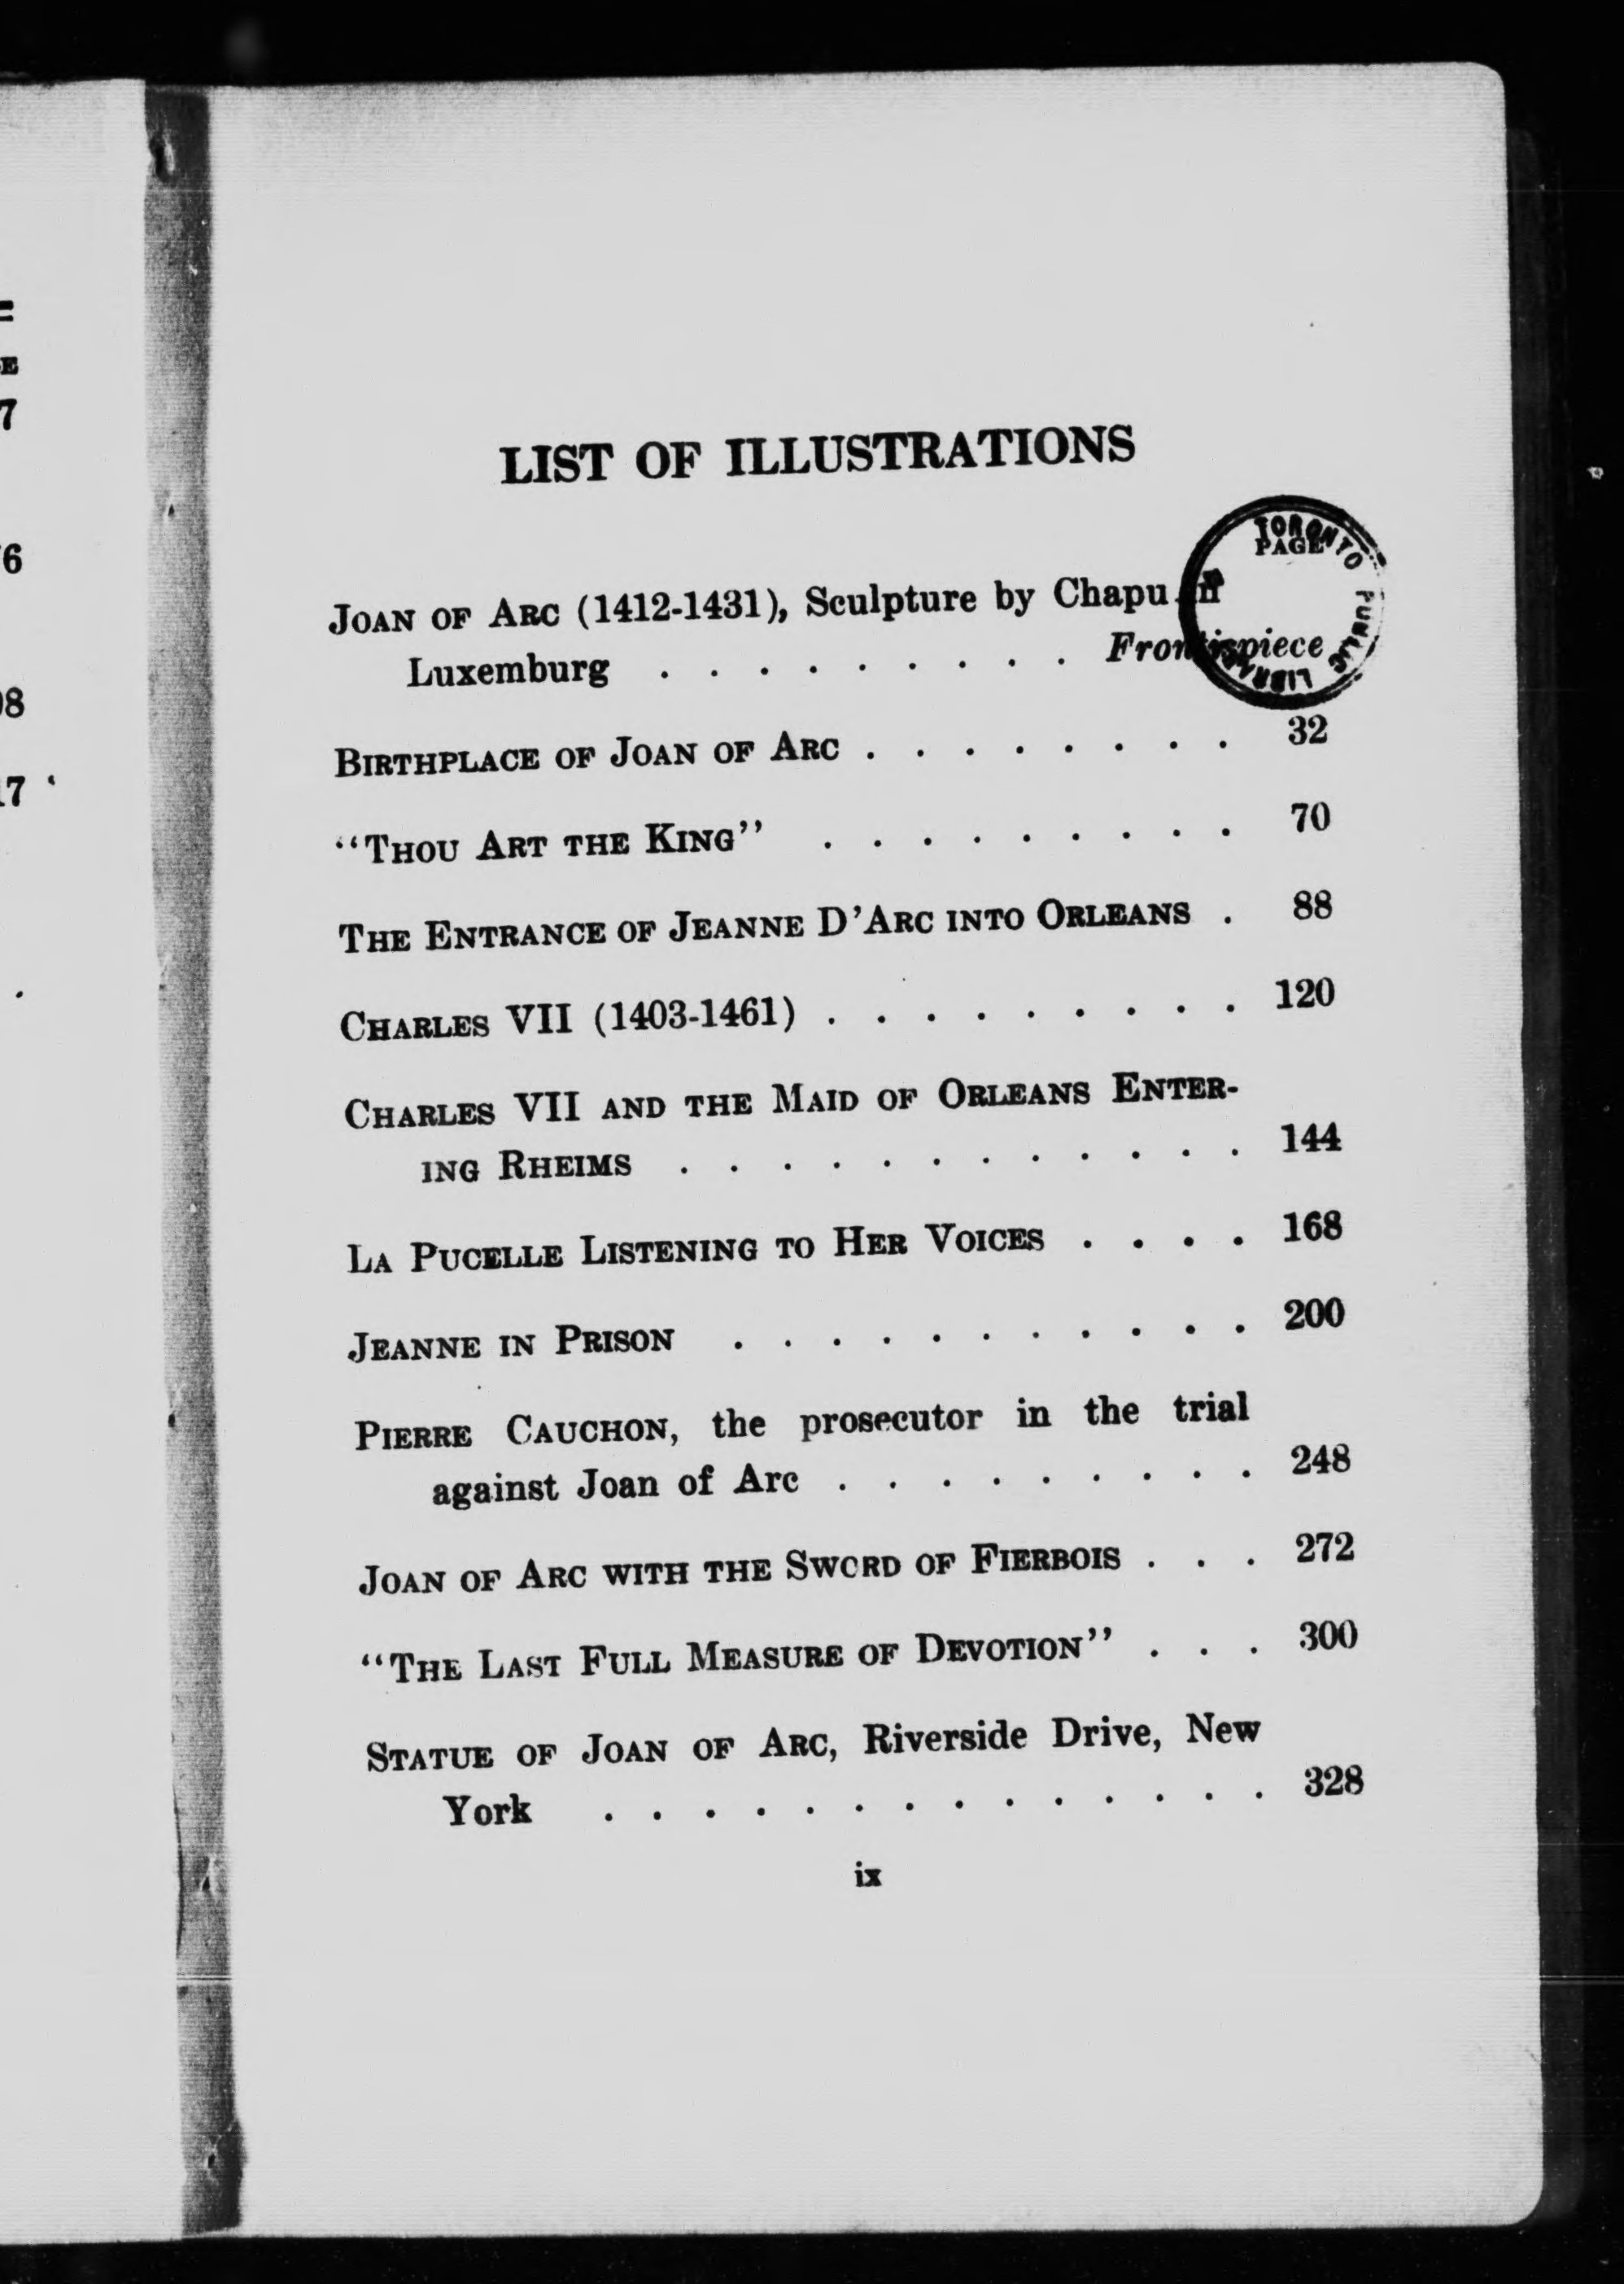 LIST OF ILLUSTRATIONS
TORONTO PUBLIC LIBRARY
PAGE
JOAN OF ARC (1412-1431), Sculpture by Chapu in
Luxemburg . . . . . . . . . Frontispiece
BIRTHPLACE OF JOAN OF ARC . . . . . . . . 32
“THOU ART THE KING” . . . . . . . . . 70
THE ENTRANCE OF JEANNE D’ARC INTO ORLEANS . 88
CHARLES VII (1403-1461) . . . . . . . . . 120
CHARLES VII AND THE MAID OF ORLEANS ENTER-
ING RHEIMS . . . . . . . . . . . . 144
LA PUCELLE LISTENING TO HER VOICES . . . . 168
JEANNE IN PRISON . . . . . . . . . . . 200
PIERRE CAUCHON, the prosecutor in the trial
against Joan of Arc . . . . . . . . . 248
JOAN OF ARC WITH THE SWORD OF FIERBOIS . . . 272
“THE LAST FULL MEASURE OF DEVOTION” . . . 300
STATUE OF JOAN OF ARC, Riverside Drive, New
York . . . . . . . . . . . . . . 328
ix